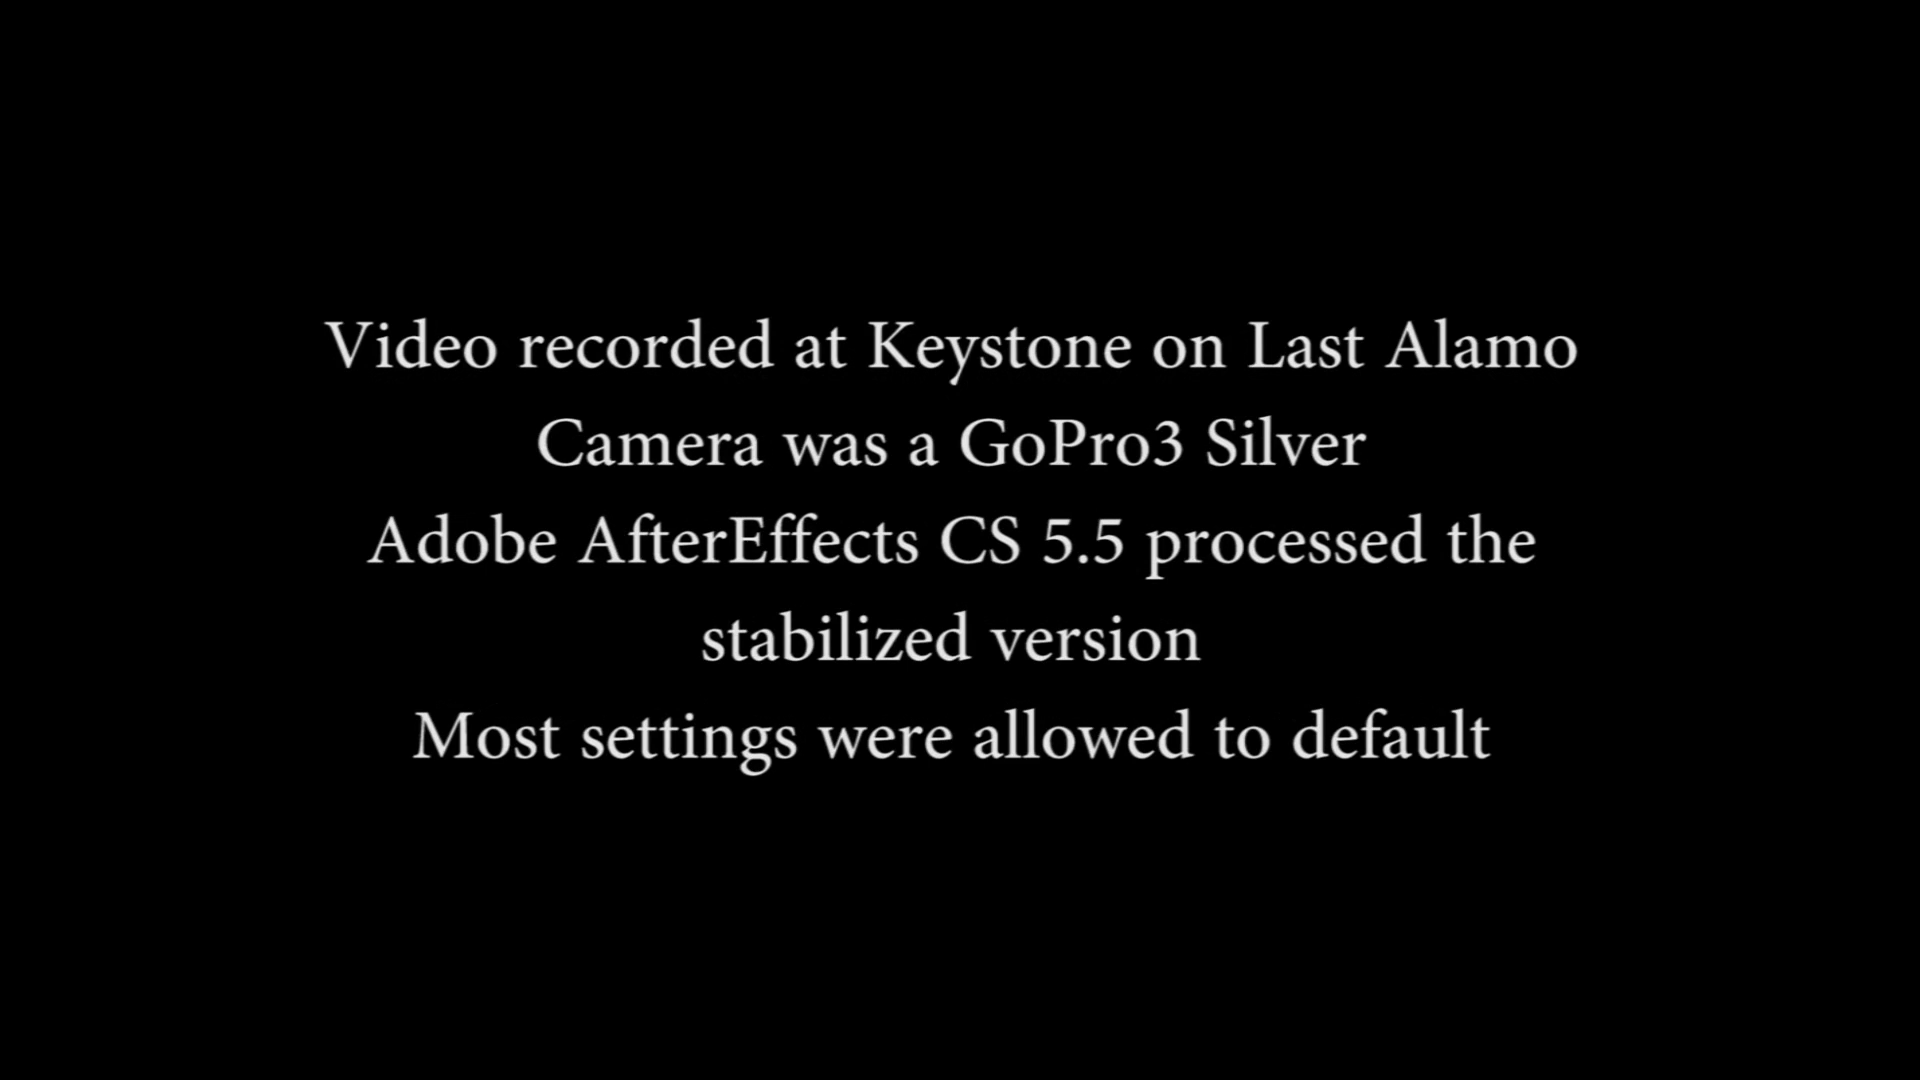 Video recorded at Keystone on Last Alamo
Camera was a GoPro3 Silver
Adobe AfterEffects CS 5.5 processed the
stabilized version
Most settings were allowed to default